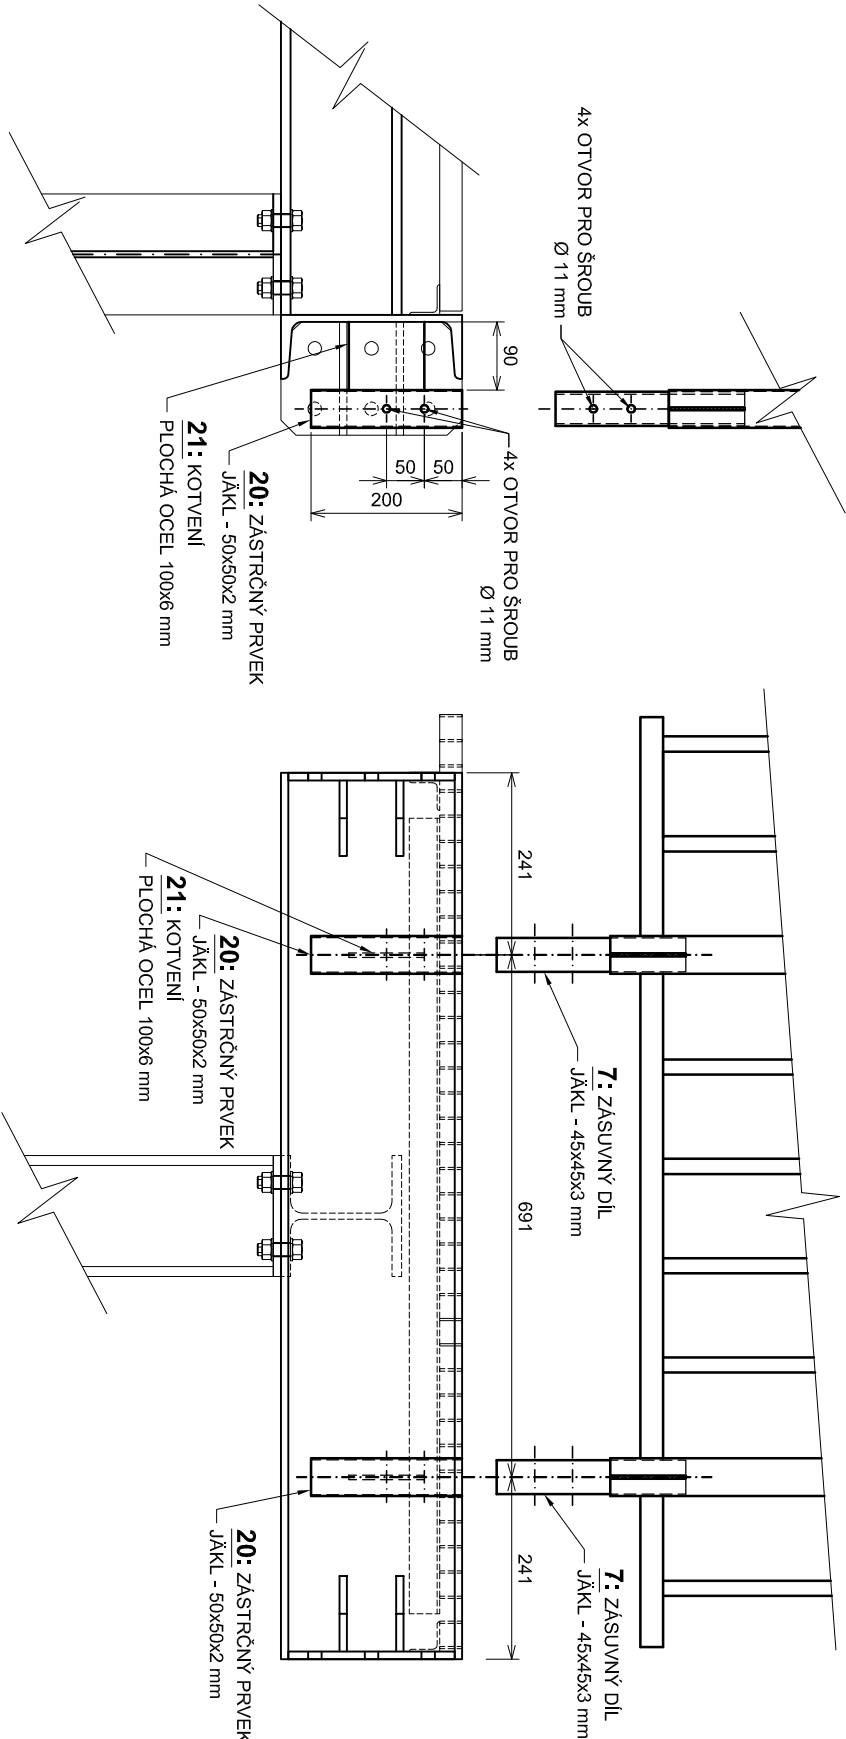 4x OTVOR PRO ŠROUB
Ø 11 mm
90
50
50
200
4x OTVOR PRO ŠROUB
Ø 11 mm
20: ZÁSTRČNÝ PRVEK
JÄKL - 50x50x2 mm
21: KOTVENÍ
PLOCHÁ OCEL 100x6 mm
241
691
241
7: ZÁSUVNÝ DÍL
JÄKL - 45x45x3 mm
7: ZÁSUVNÝ DÍL
JÄKL - 45x45x3 mm
20: ZÁSTRČNÝ PRVEK
JÄKL - 50x50x2 mm
21: KOTVENÍ
PLOCHÁ OCEL 100x6 mm
20: ZÁSTRČNÝ PRVEK
JÄKL - 50x50x2 mm